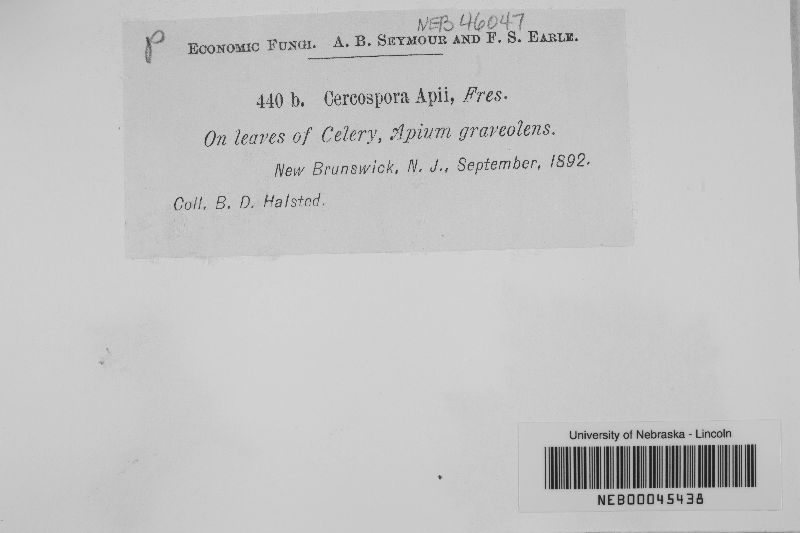 NEB 46047
P
Economic Fungi. A. B. Seymour and F. S. Earle.
440 b. Cercospora Apii, Fres.
On leaves of Celery, Apium graveolens.
New Brunswick, N. J., September, 1892.
Coll. B. D. Halsted.
University of Nebraska - Lincoln
NEB00045438